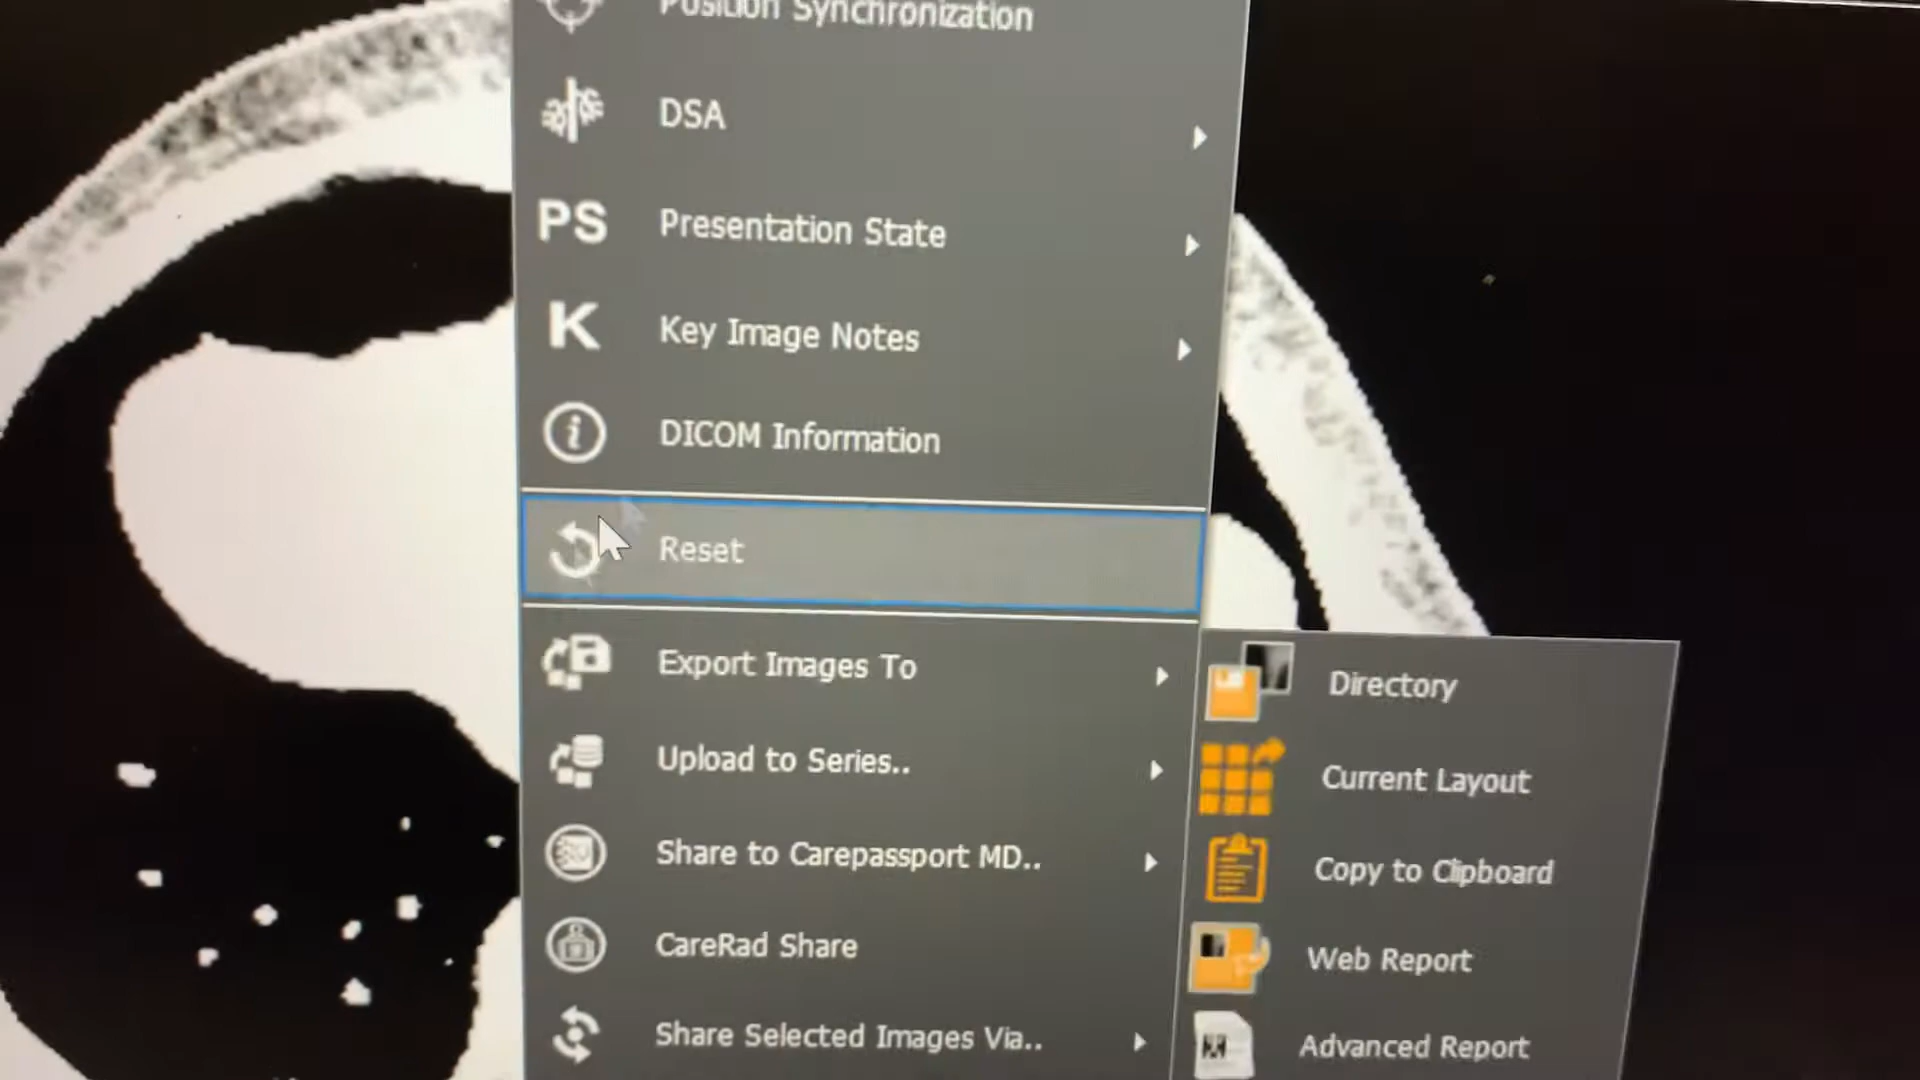 Position Synchronization
DSA
PS Presentation State
K Key Image Notes
DICOM Information
Reset
Export Images To
Upload to Series..
Share to Carepassport MD..
CareRad Share
Share Selected Images Via..
Directory
Current Layout
Copy to Clipboard
Web Report
Advanced Report